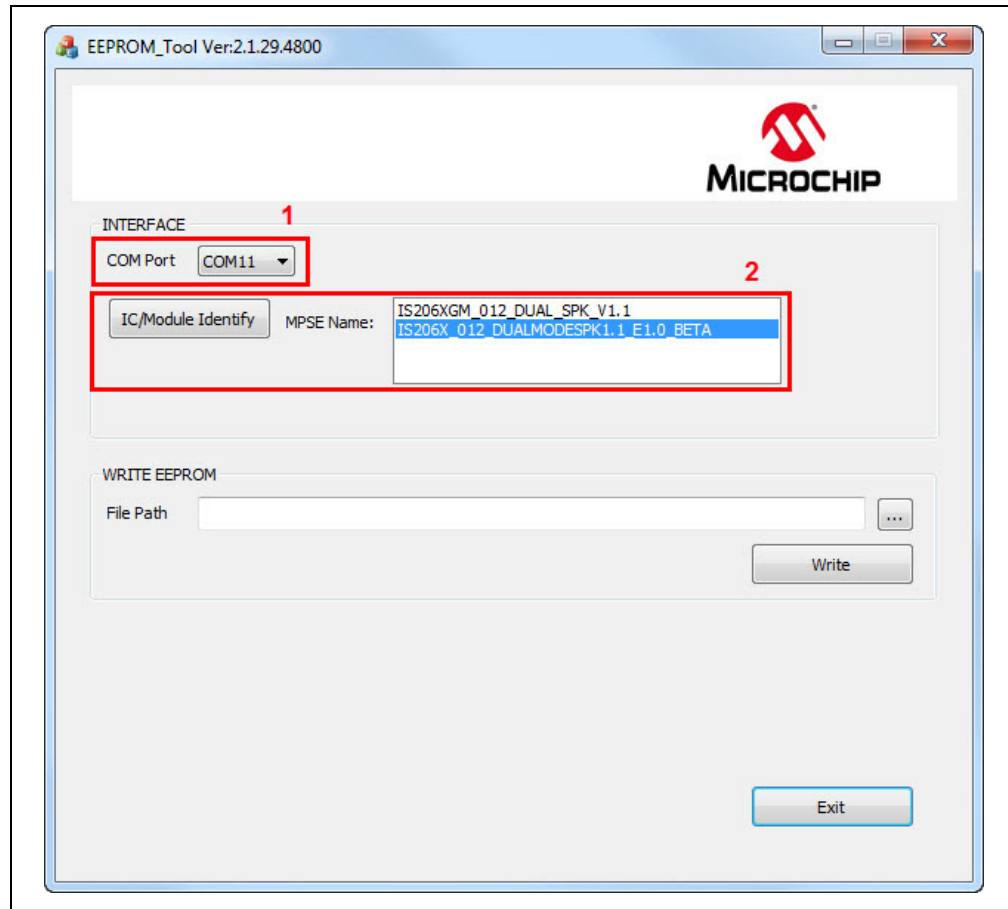 EEPROM_Tool Ver:2.1.29.4800
MICROCHIP
INTERFACE
1
COM Port COM11
2
IC/Module Identify MPSE Name:
IS206XGM_012_DUAL_SPK_V1.1
IS206X_012_DUALMODESPK1.1_E1.0_BETA
WRITE EEPROM
File Path ...
Write
Exit